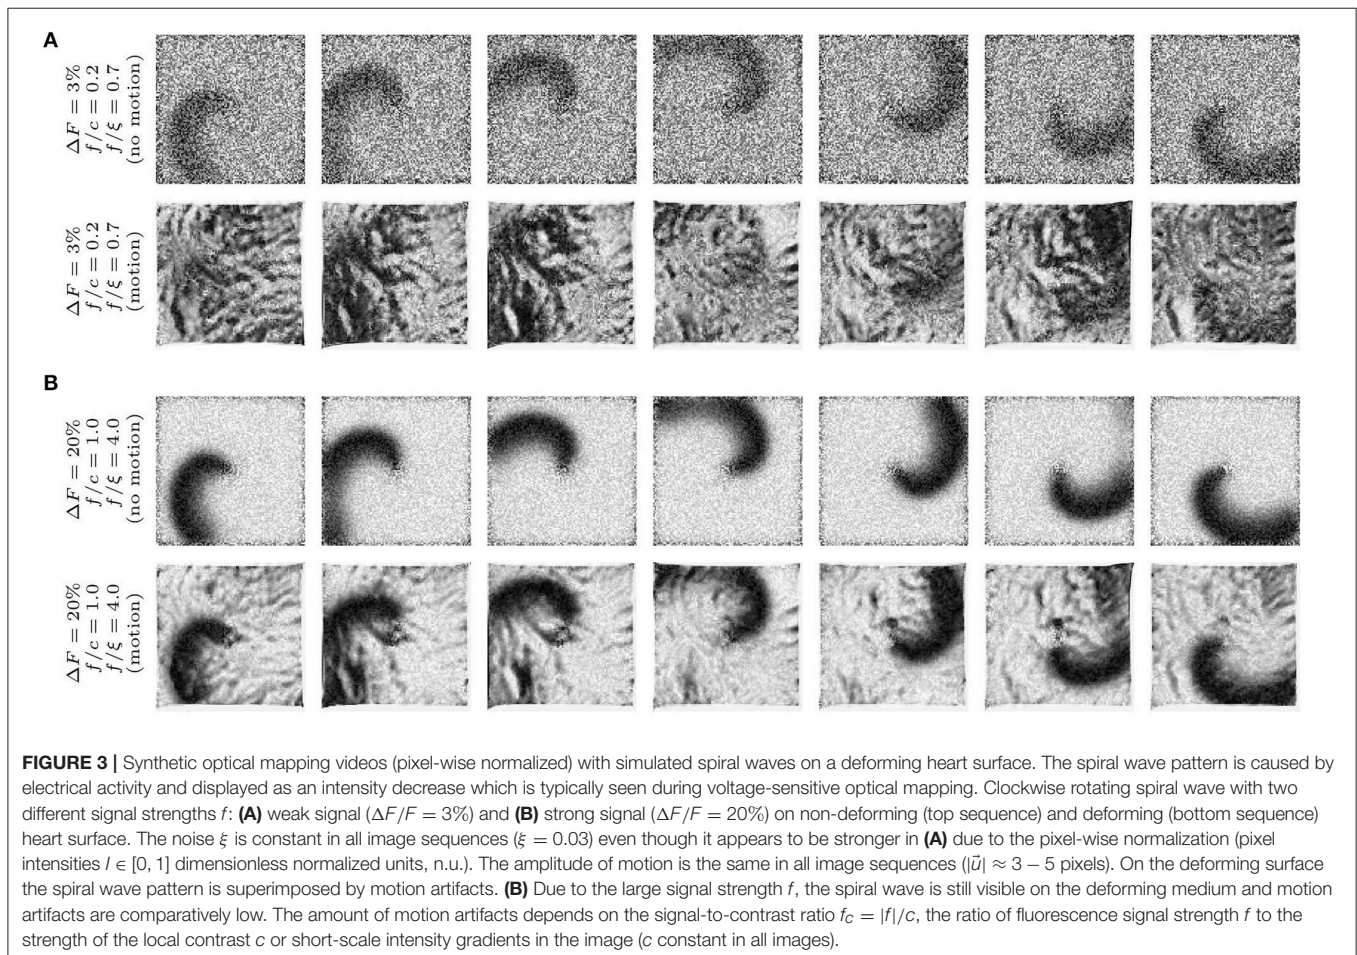 A
ΔF = 3%
f/c = 0.2
f/ξ = 0.7
(no motion)
ΔF = 3%
f/c = 0.2
f/ξ = 0.7
(motion)
B
ΔF = 20%
f/c = 1.0
f/ξ = 4.0
(no motion)
ΔF = 20%
f/c = 1.0
f/ξ = 4.0
(motion)
FIGURE 3 | Synthetic optical mapping videos (pixel-wise normalized) with simulated spiral waves on a deforming heart surface. The spiral wave pattern is caused by
electrical activity and displayed as an intensity decrease which is typically seen during voltage-sensitive optical mapping. Clockwise rotating spiral wave with two
different signal strengths f: (A) weak signal (ΔF/F = 3%) and (B) strong signal (ΔF/F = 20%) on non-deforming (top sequence) and deforming (bottom sequence)
heart surface. The noise ξ is constant in all image sequences (ξ = 0.03) even though it appears to be stronger in (A) due to the pixel-wise normalization (pixel
intensities I ∈ [0, 1] dimensionless normalized units, n.u.). The amplitude of motion is the same in all image sequences (|u⃗| ≈ 3 − 5 pixels). On the deforming surface
the spiral wave pattern is superimposed by motion artifacts. (B) Due to the large signal strength f, the spiral wave is still visible on the deforming medium and motion
artifacts are comparatively low. The amount of motion artifacts depends on the signal-to-contrast ratio f_c = |f|/c, the ratio of fluorescence signal strength f to the
strength of the local contrast c or short-scale intensity gradients in the image (c constant in all images).